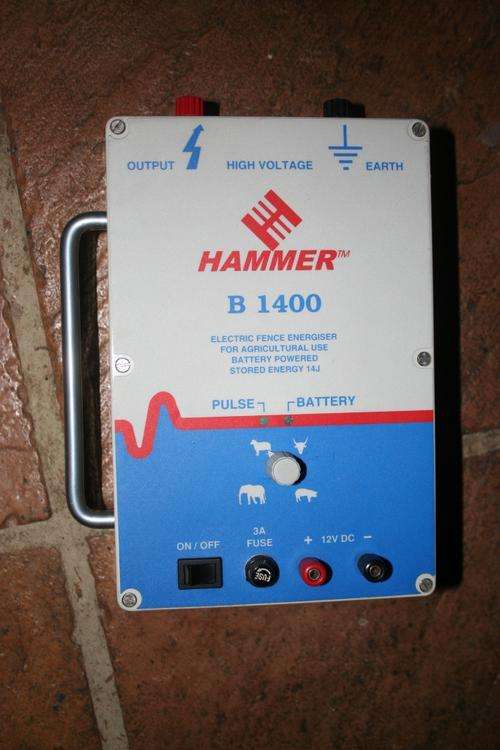 OUTPUT HIGH VOLTAGE EARTH
HAMMER™
B 1400
ELECTRIC FENCE ENERGISER
FOR AGRICULTURAL USE
BATTERY POWERED
STORED ENERGY 14J
PULSE BATTERY
ON / OFF
3A
FUSE
+ 12V DC −
FUSE